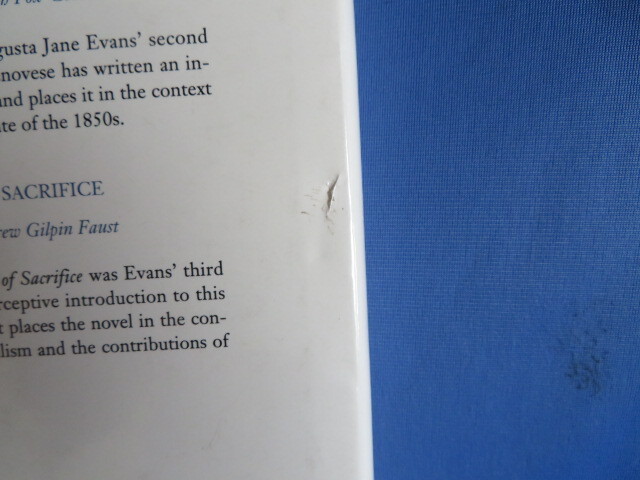 gusta Jane Evans' second
novese has written an in-
and places it in the context
te of the 1850s.
SACRIFICE
rew Gilpin Faust
of Sacrifice was Evans' third
rceptive introduction to this
t places the novel in the con-
lism and the contributions of